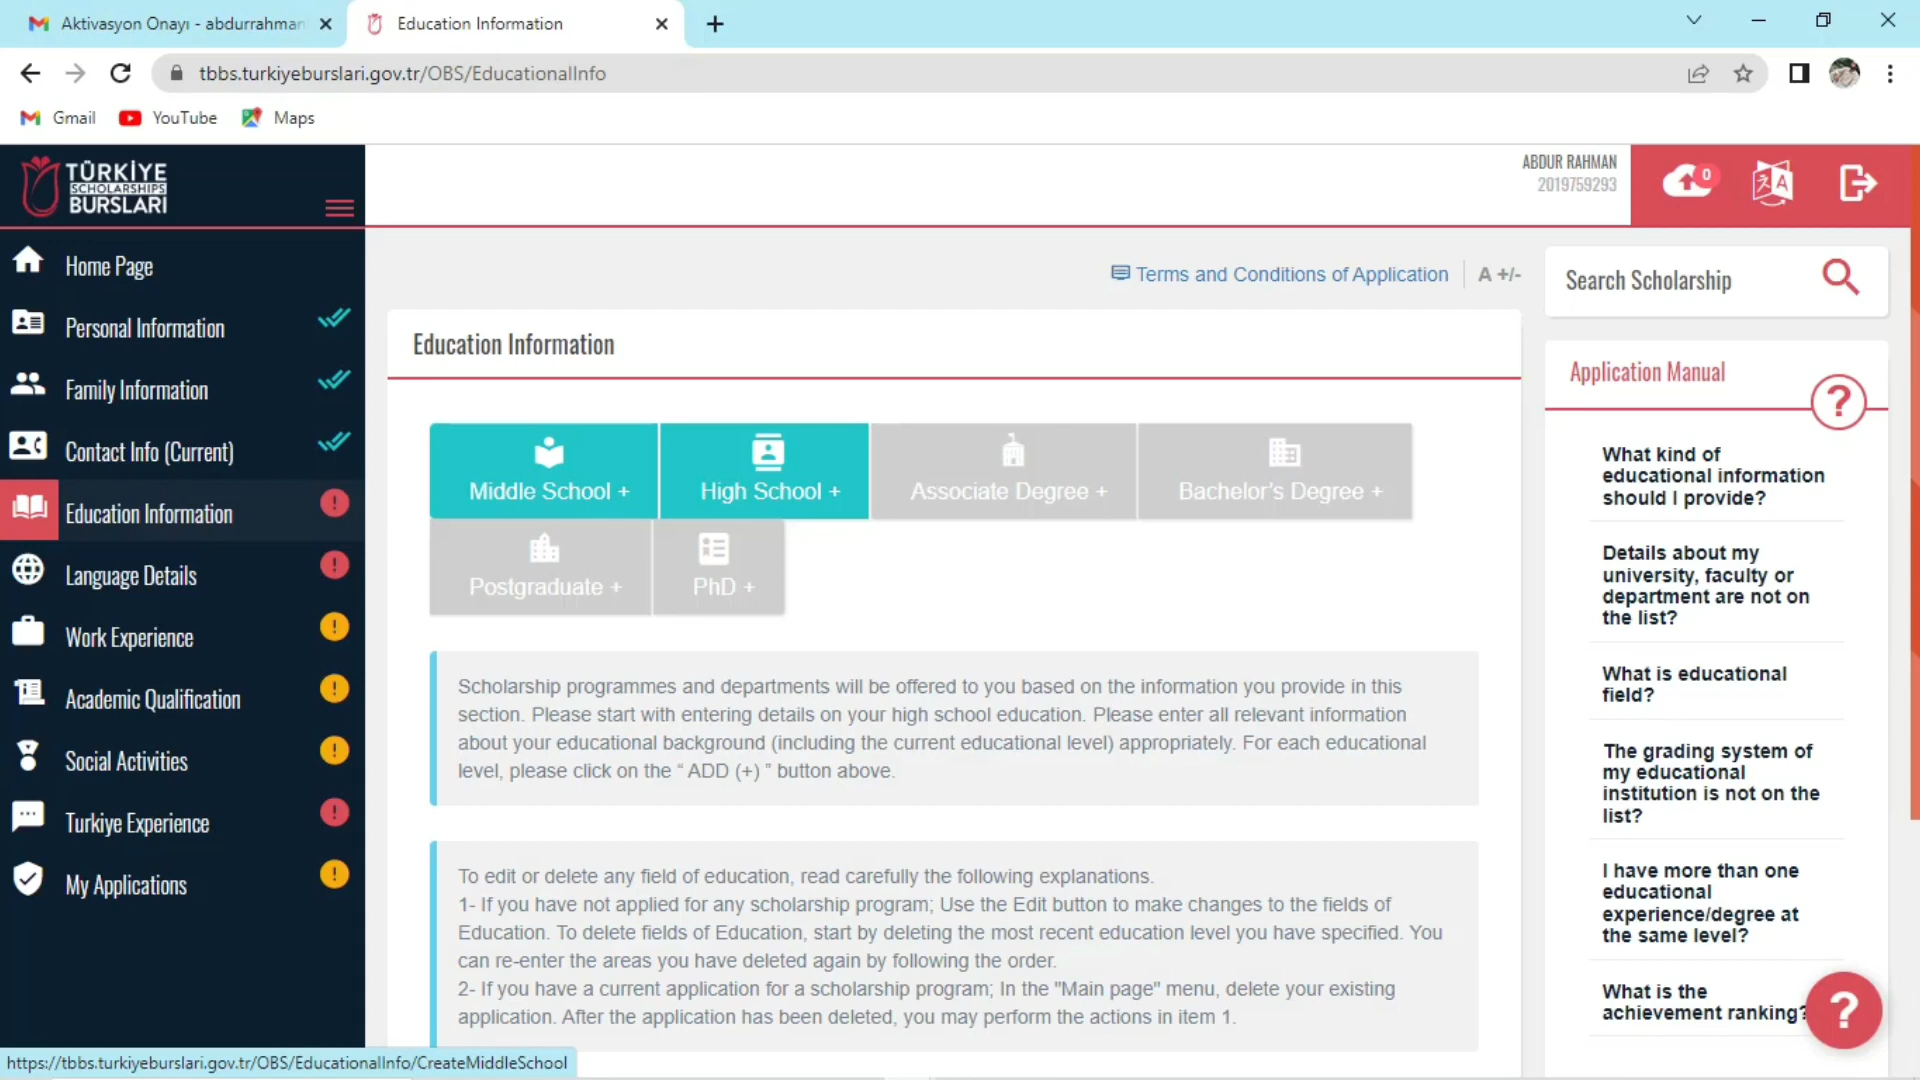 Aktivasyon Onayı - abdurrahman
Education Information
tbbs.turkiyeburslari.gov.tr/OBS/EducationalInfo
Gmail
YouTube
Maps
TÜRKİYE
SCHOLARSHIPS
BURSLARI
ABDUR RAHMAN
2019759293
0
Home Page
Personal Information
Family Information
Contact Info (Current)
Education Information
Language Details
Work Experience
Academic Qualification
Social Activities
Turkiye Experience
My Applications
Terms and Conditions of Application
A +/-
Education Information
Middle School +
High School +
Associate Degree +
Bachelor's Degree +
Postgraduate +
PhD +
Scholarship programmes and departments will be offered to you based on the information you provide in this
section. Please start with entering details on your high school education. Please enter all relevant information
about your educational background (including the current educational level) appropriately. For each educational
level, please click on the “ ADD (+) ” button above.
To edit or delete any field of education, read carefully the following explanations.
1- If you have not applied for any scholarship program; Use the Edit button to make changes to the fields of
Education. To delete fields of Education, start by deleting the most recent education level you have specified. You
can re-enter the areas you have deleted again by following the order.
2- If you have a current application for a scholarship program; In the "Main page" menu, delete your existing
application. After the application has been deleted, you may perform the actions in item 1.
Search Scholarship
Application Manual
?
What kind of
educational information
should I provide?
Details about my
university, faculty or
department are not on
the list?
What is educational
field?
The grading system of
my educational
institution is not on the
list?
I have more than one
educational
experience/degree at
the same level?
What is the
achievement ranking?
?
https://tbbs.turkiyeburslari.gov.tr/OBS/EducationalInfo/CreateMiddleSchool